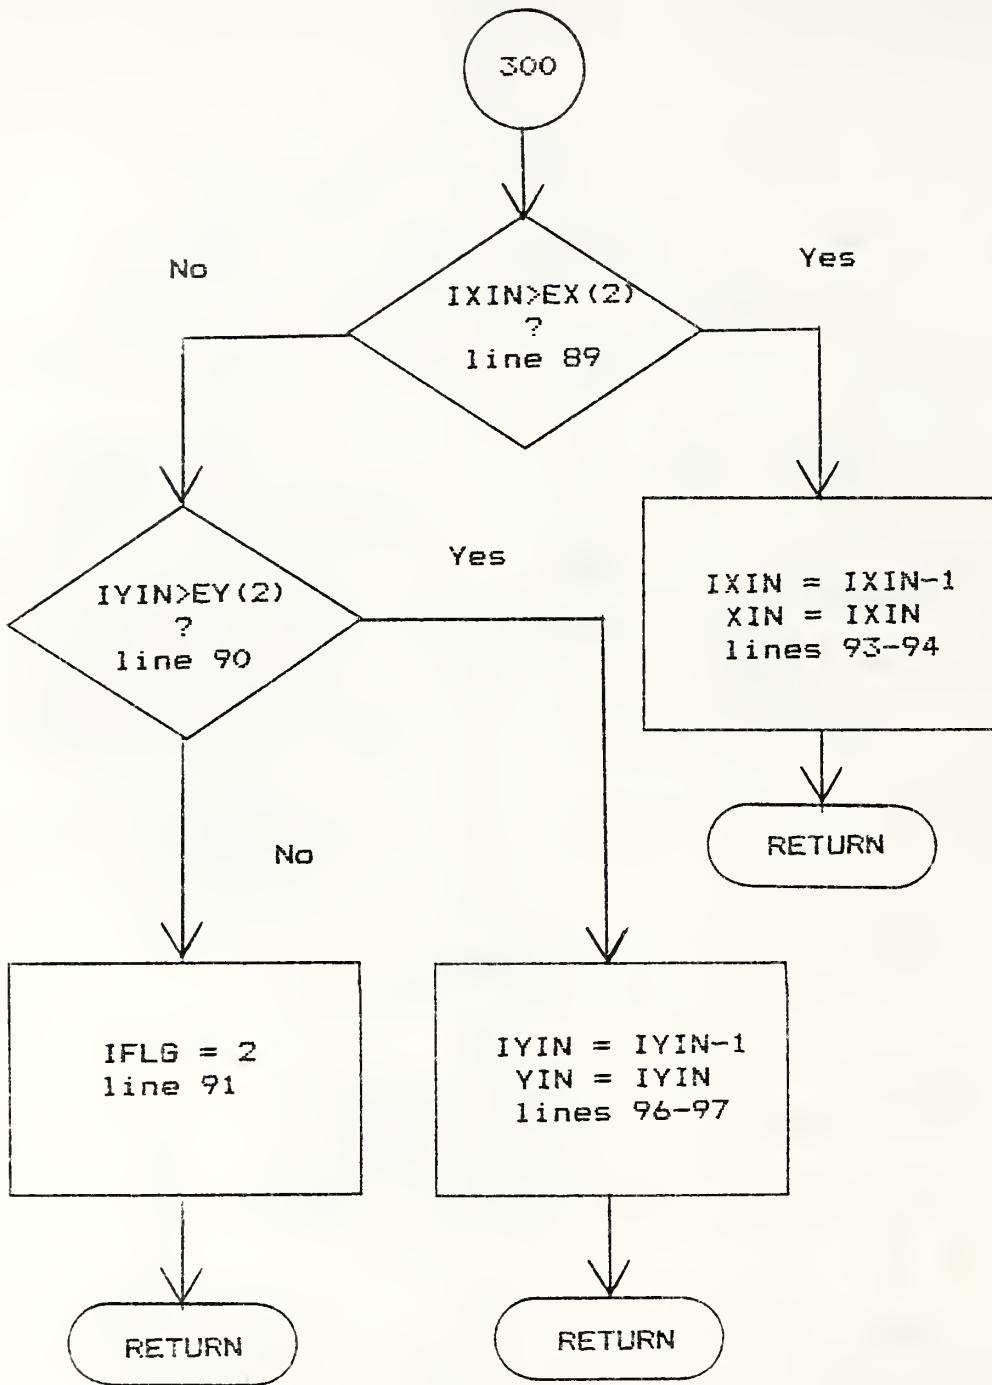 300
No
Yes
IXIN>EX(2)
?
line 89
IYIN>EY(2)
?
line 90
Yes
IXIN = IXIN-1
XIN = IXIN
lines 93-94
RETURN
No
IFLG = 2
line 91
IYIN = IYIN-1
YIN = IYIN
lines 96-97
RETURN
RETURN